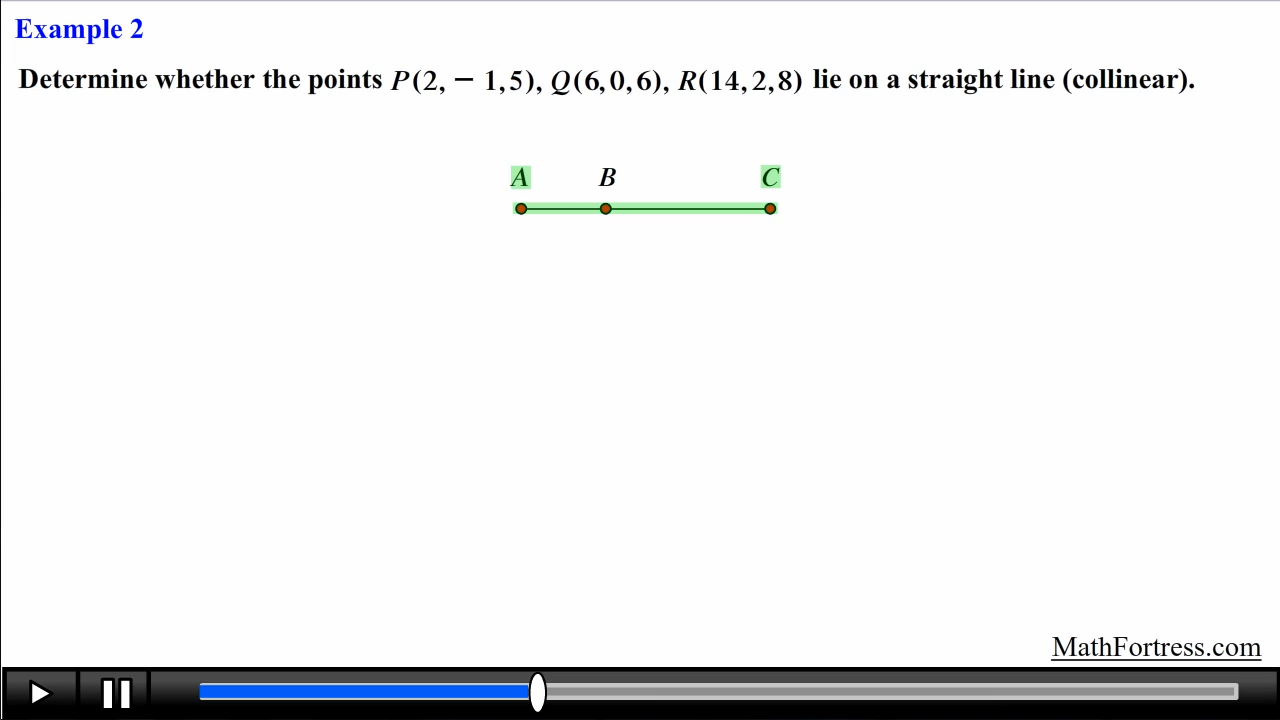 Example 2
Determine whether the points P(2, − 1, 5), Q(6, 0, 6), R(14, 2, 8) lie on a straight line (collinear).
A B C
MathFortress.com